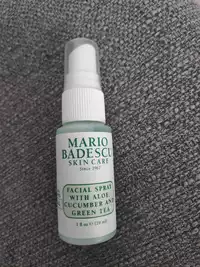 MARIO
BADESCU
SKIN CARE
Since 1967
FACIAL SPRAY
WITH ALOE
CUCUMBER AND
GREEN TEA